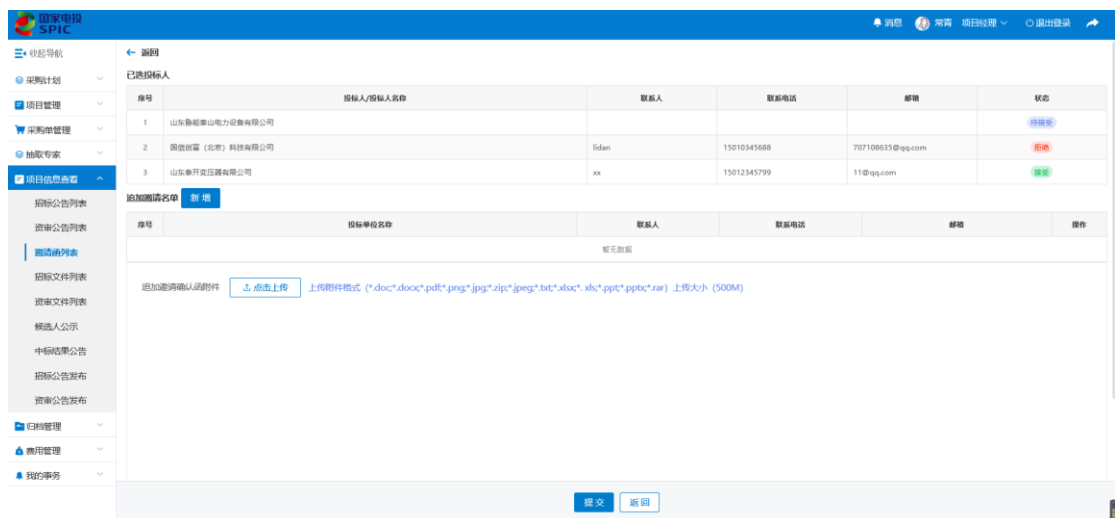 国家电投
SPIC
消息 常青 项目经理 退出登录
收起导航
采购计划
项目管理
采购单管理
抽取专家
项目信息查看
招标公告列表
资审公告列表
邀请函列表
招标文件列表
资审文件列表
候选人公示
中标结果公告
招标公告发布
资审公告发布
归档管理
费用管理
我的事务
← 返回
已选投标人
序号 投标人/投标人名称 联系人 联系电话 邮箱 状态
1 山东鲁能泰山电力设备有限公司 待接受
2 国信创富（北京）科技有限公司 lidan 15010345688 707108635@qq.com 拒绝
3 山东泰开变压器有限公司 xx 15012345799 11@qq.com 接受
追加邀请名单 新增
序号 投标单位名称 联系人 联系电话 邮箱 操作
暂无数据
追加邀请确认函附件 点击上传 上传附件格式（*.doc;*.docx;*.pdf;*.png;*.jpg;*.zip;*.jpeg;*.txt;*.xlsx;*. xls;*.ppt;*.pptx;*.rar）上传大小（500M）
提交 返回